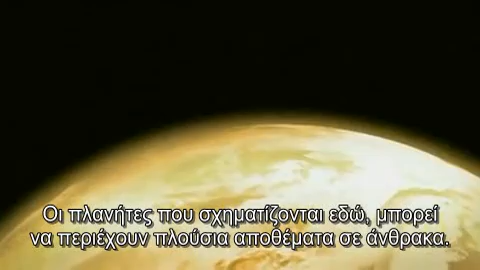 Οι πλανήτες που σχηματίζονται εδώ, μπορεί
να περιέχουν πλούσια αποθέματα σε άνθρακα.